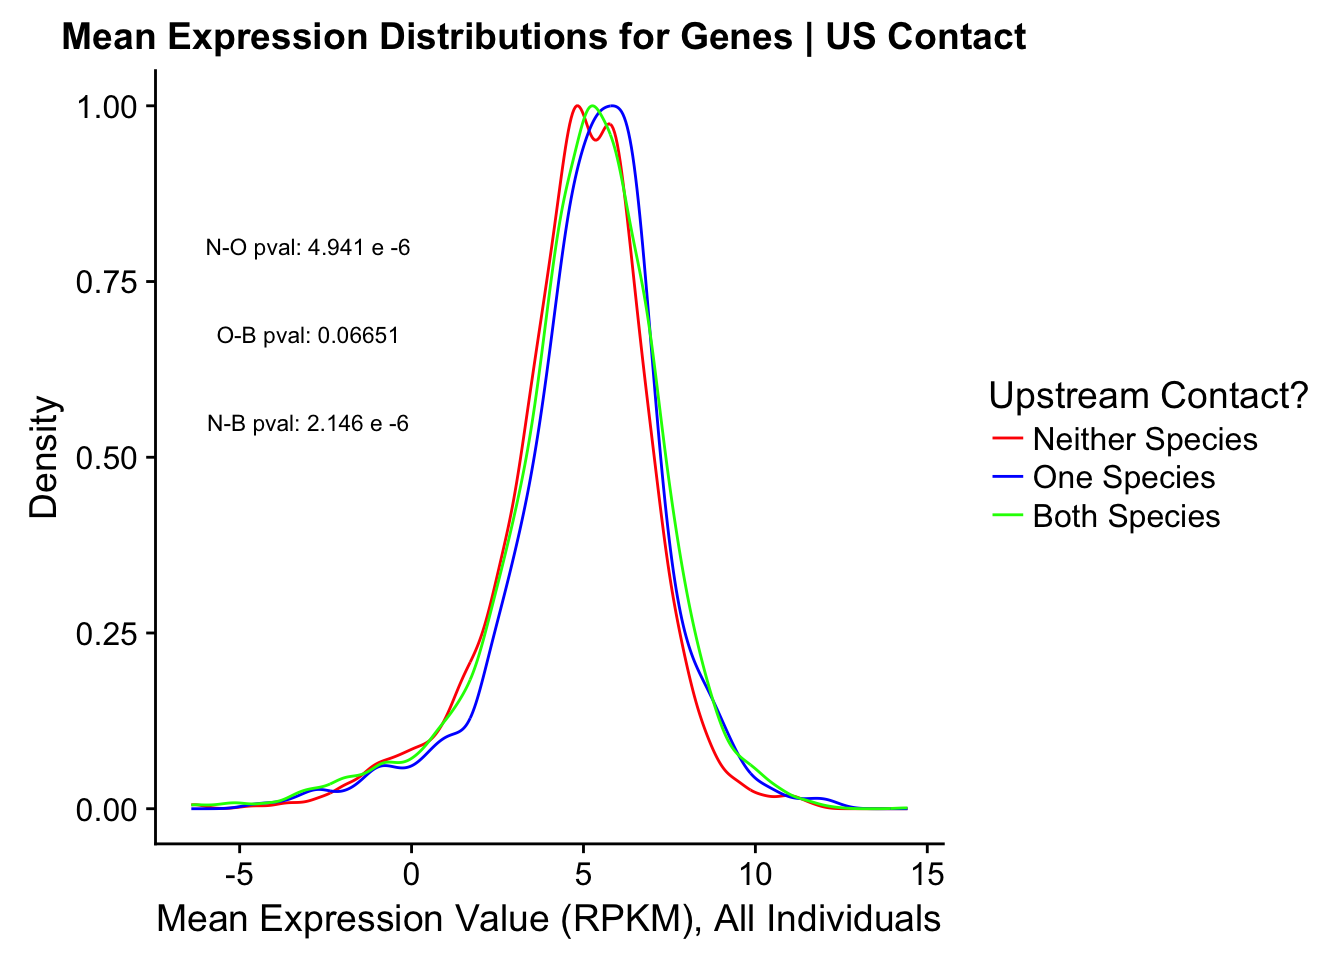 Mean Expression Distributions for Genes | US Contact
1.00
0.75
0.50
0.25
0.00
Density
N-O pval: 4.941 e -6
O-B pval: 0.06651
N-B pval: 2.146 e -6
-5 0 5 10 15
Mean Expression Value (RPKM), All Individuals
Upstream Contact?
Neither Species
One Species
Both Species